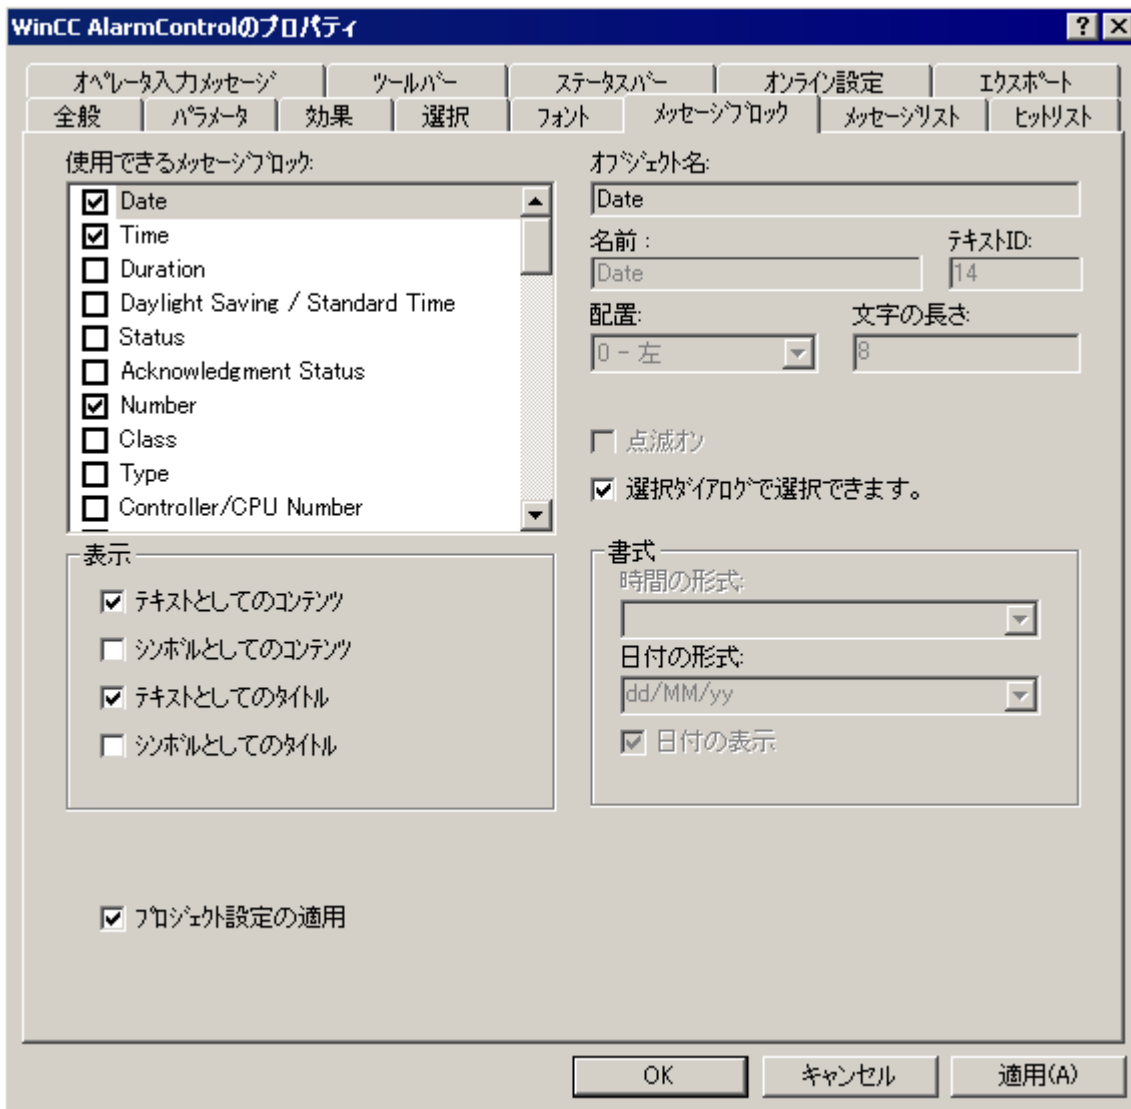 WinCC AlarmControlのプロパティ
オペレータ入力メッセージ ツールバー ステータスバー オンライン設定 エクスポート
全般 パラメータ 効果 選択 フォント メッセージブロック メッセージリスト ヒットリスト
使用できるメッセージブロック:
Date
Time
Duration
Daylight Saving / Standard Time
Status
Acknowledgment Status
Number
Class
Type
Controller/CPU Number
オブジェクト名:
Date
名前 : テキストID:
Date 14
配置: 文字の長さ:
0 - 左 8
点滅オン
選択ダイアログで選択できます。
表示
テキストとしてのコンテンツ
シンボルとしてのコンテンツ
テキストとしてのタイトル
シンボルとしてのタイトル
書式
時間の形式:
日付の形式:
dd/MM/yy
日付の表示
プロジェクト設定の適用
OK キャンセル 適用(A)